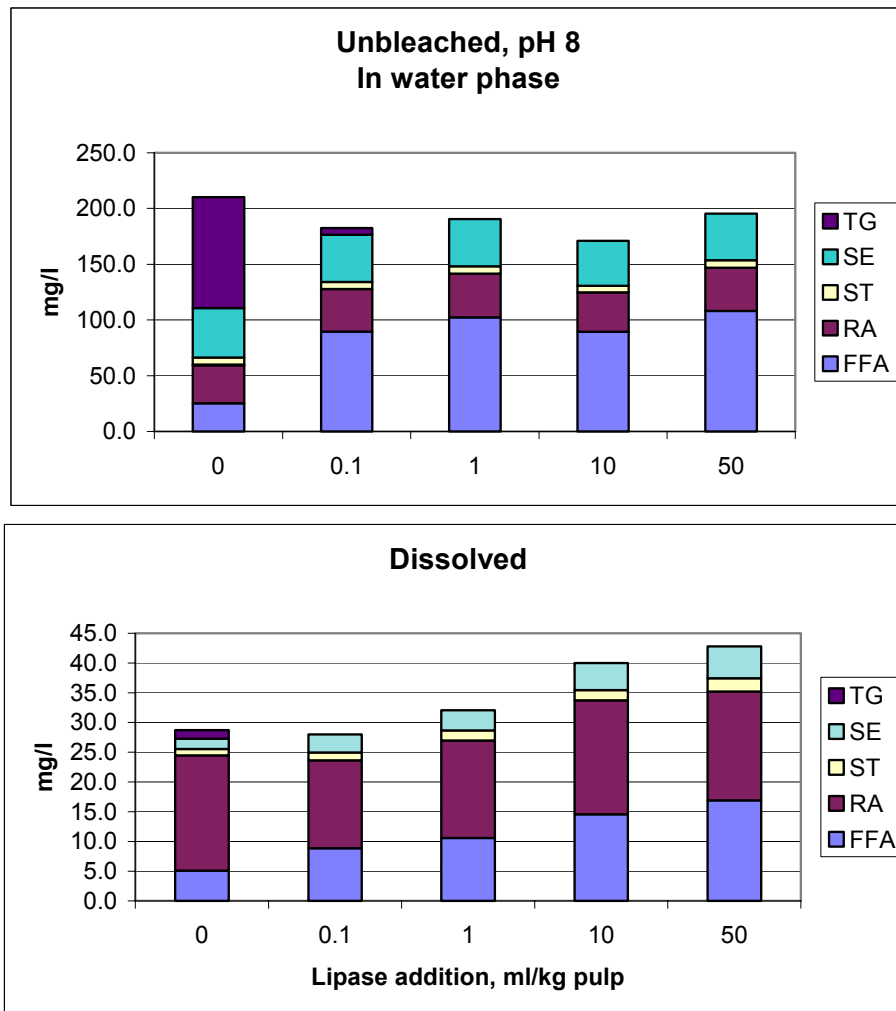 Unbleached, pH 8
In water phase
250.0
200.0
150.0
100.0
50.0
0.0
mg/l
0 0.1 1 10 50
TG
SE
ST
RA
FFA
Dissolved
45.0
40.0
35.0
30.0
25.0
20.0
15.0
10.0
5.0
0.0
mg/l
0 0.1 1 10 50
Lipase addition, ml/kg pulp
TG
SE
ST
RA
FFA